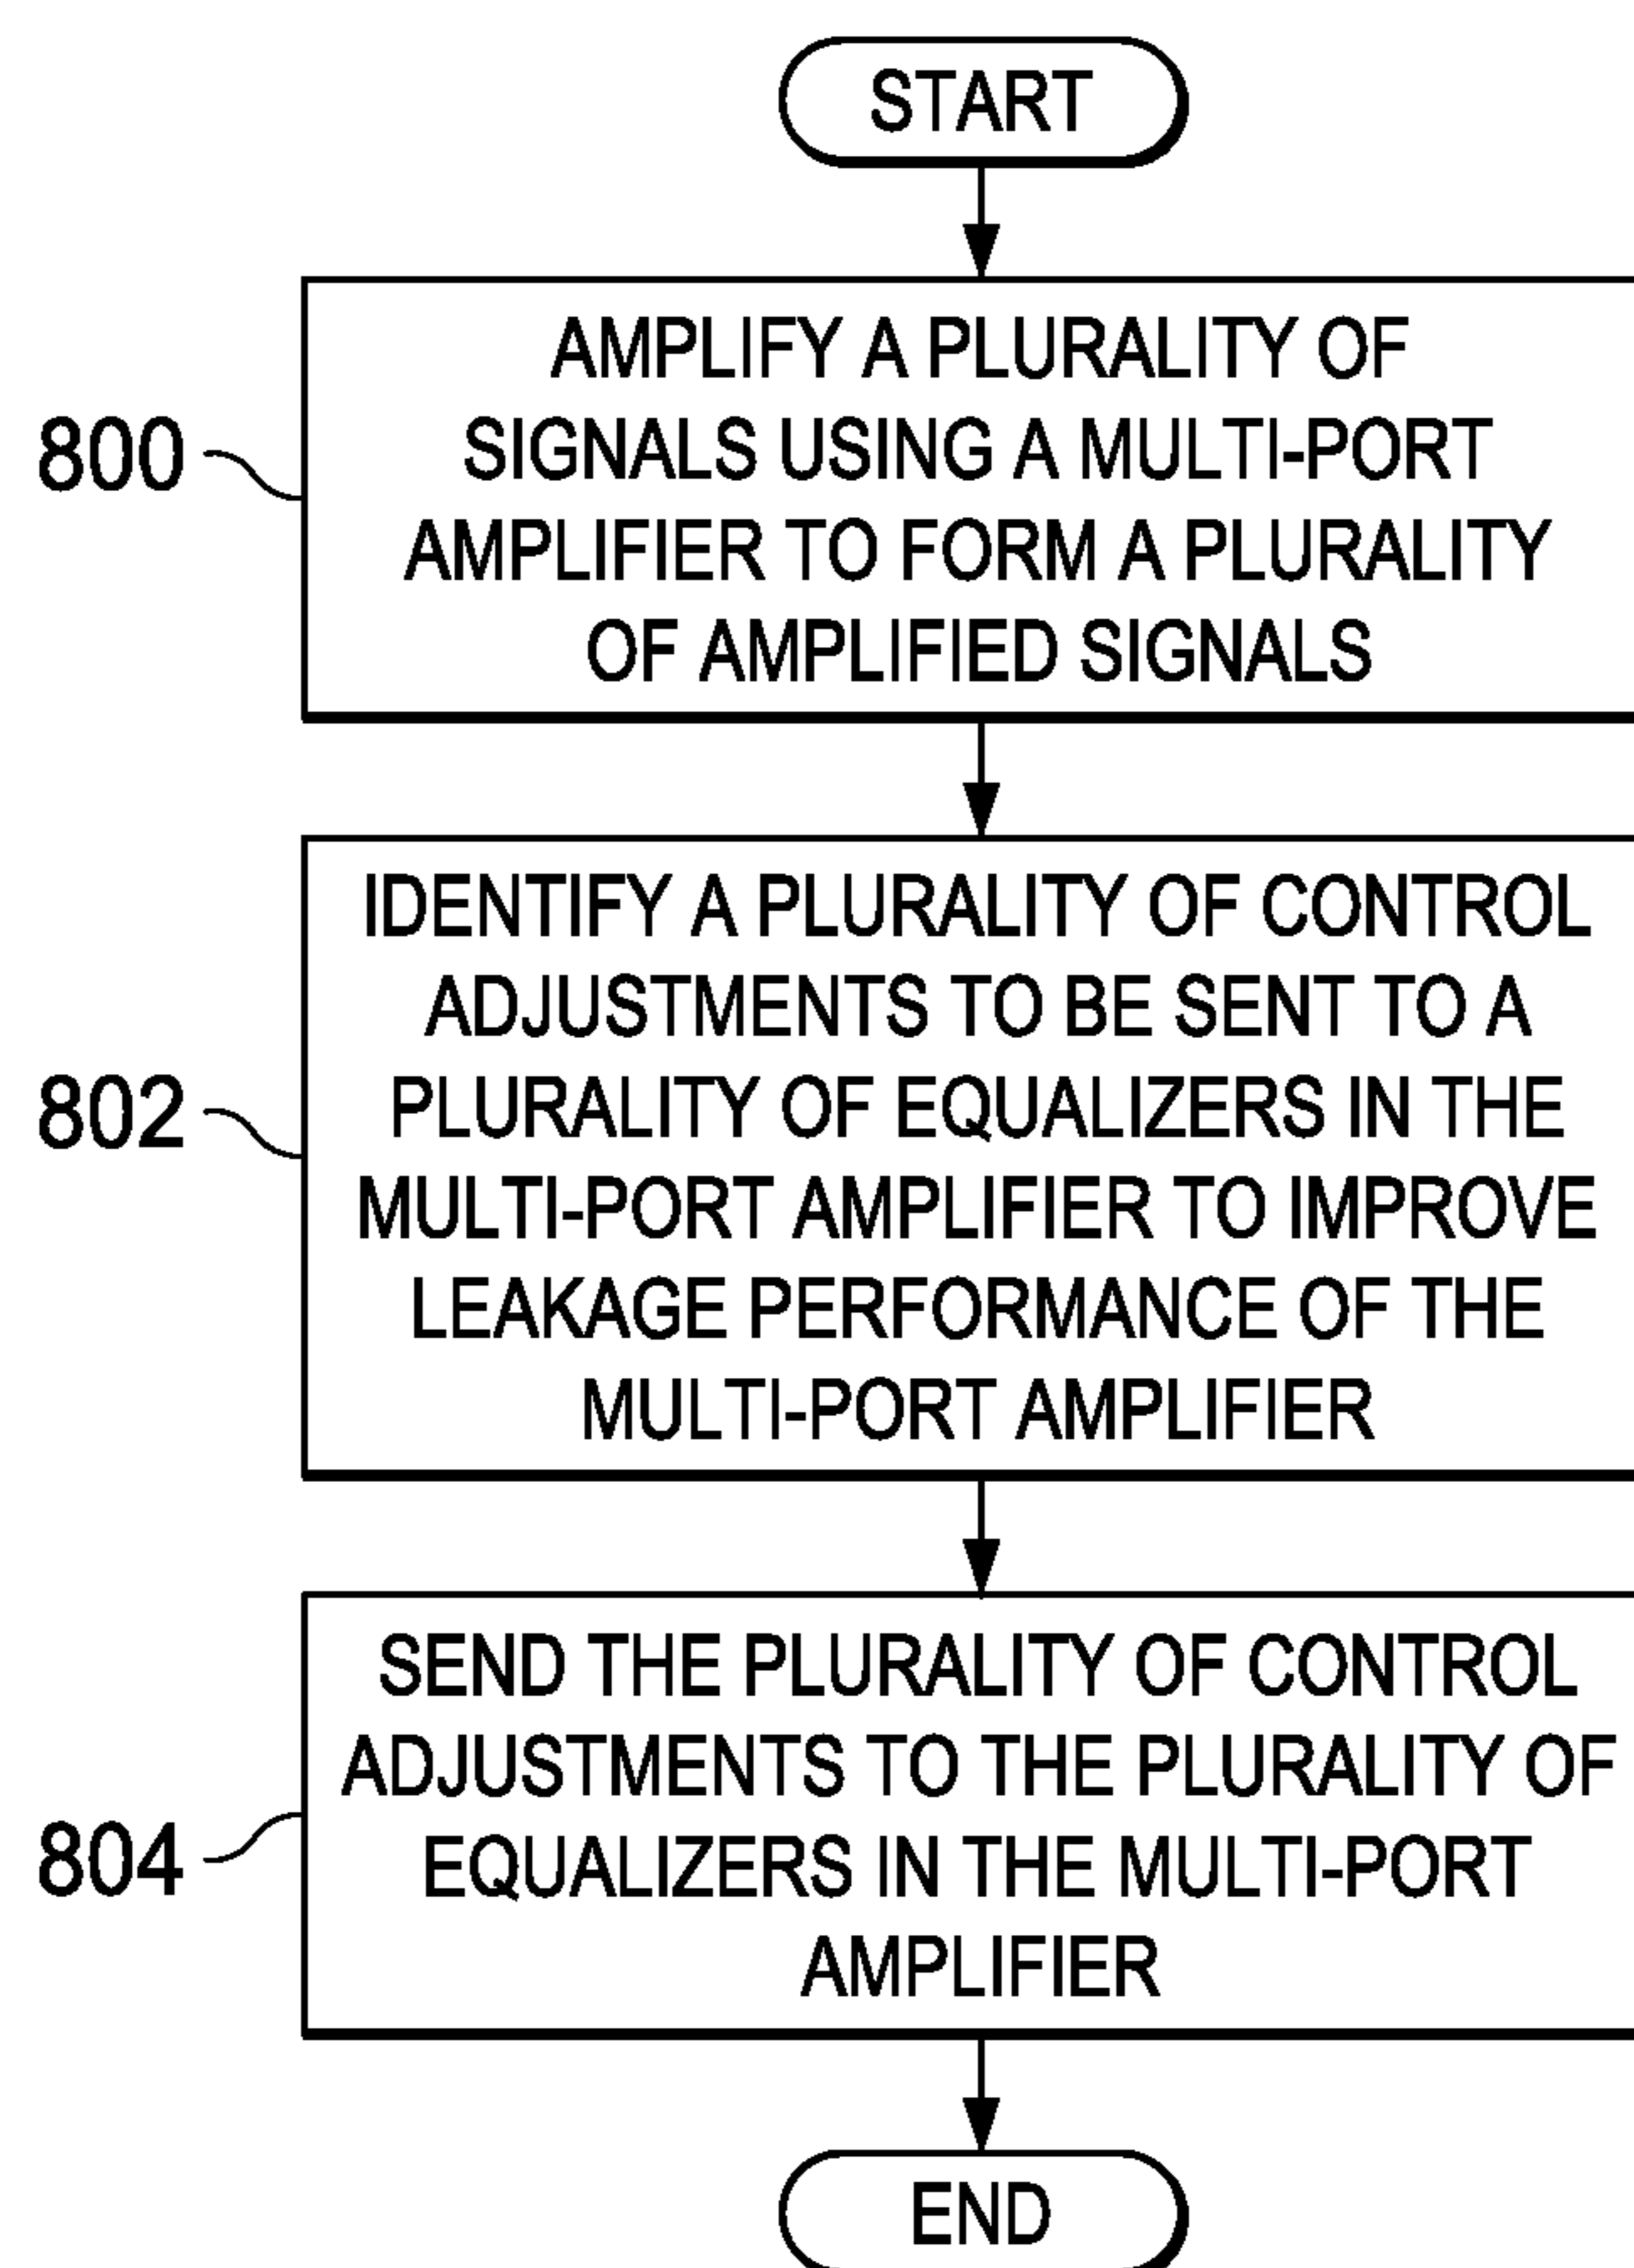 START
AMPLIFY A PLURALITY OF
SIGNALS USING A MULTI-PORT
AMPLIFIER TO FORM A PLURALITY
OF AMPLIFIED SIGNALS
800
IDENTIFY A PLURALITY OF CONTROL
ADJUSTMENTS TO BE SENT TO A
PLURALITY OF EQUALIZERS IN THE
MULTI-PORT AMPLIFIER TO IMPROVE
LEAKAGE PERFORMANCE OF THE
MULTI-PORT AMPLIFIER
802
SEND THE PLURALITY OF CONTROL
ADJUSTMENTS TO THE PLURALITY OF
EQUALIZERS IN THE MULTI-PORT
AMPLIFIER
804
END